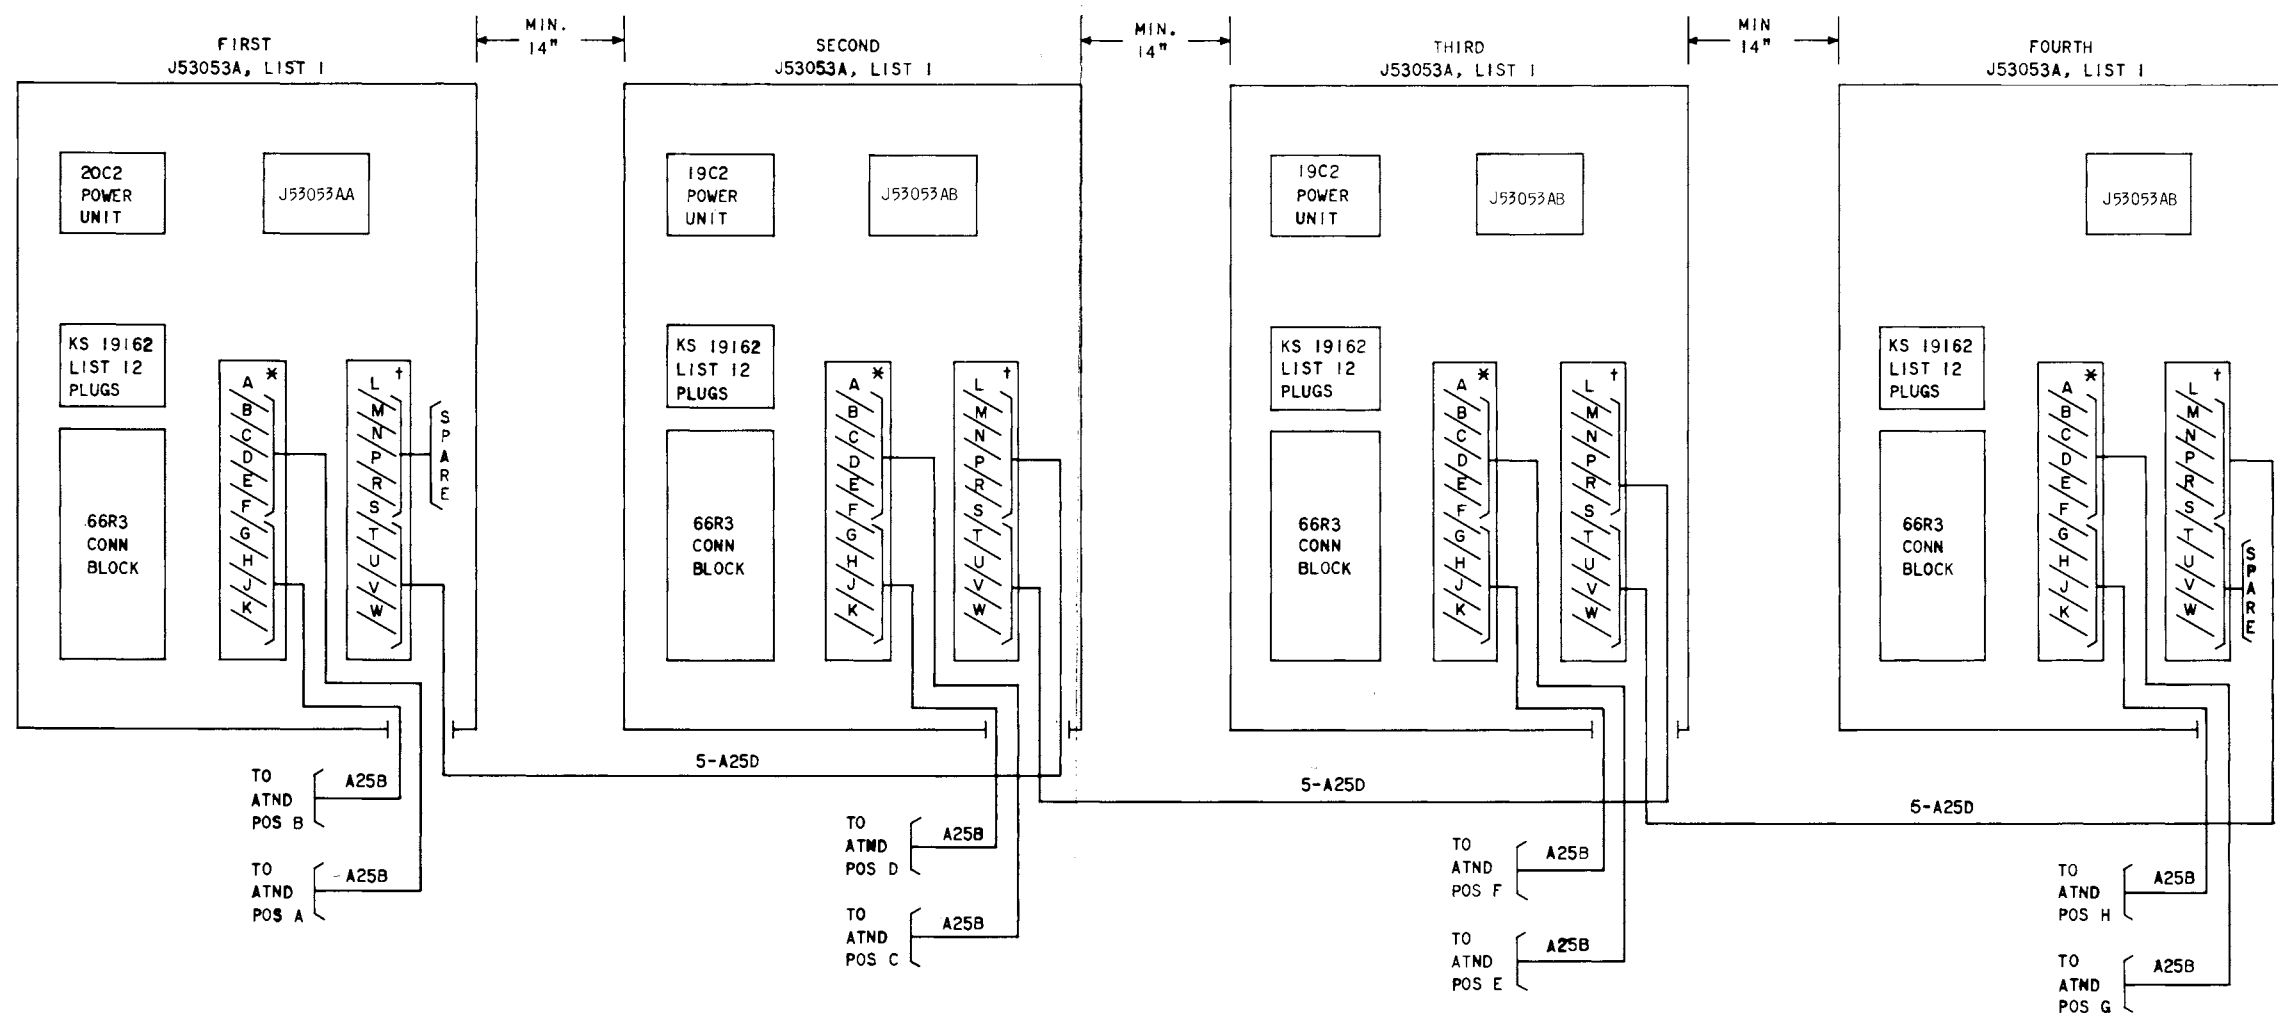 FIRST
J53053A, LIST 1
MIN.
14"
SECOND
J53053A, LIST 1
MIN.
14"
THIRD
J53053A, LIST 1
MIN
14"
FOURTH
J53053A, LIST 1
20C2
POWER
UNIT
J53053AA
KS 19162
LIST 12
PLUGS
66R3
CONN
BLOCK
*
A
B
C
D
E
F
G
H
J
K
†
L
M
N
P
R
S
T
U
V
W
SPARE
19C2
POWER
UNIT
J53053AB
KS 19162
LIST 12
PLUGS
66R3
CONN
BLOCK
*
A
B
C
D
E
F
G
H
J
K
†
L
M
N
P
R
S
T
U
V
W
19C2
POWER
UNIT
J53053AB
KS 19162
LIST 12
PLUGS
66R3
CONN
BLOCK
*
A
B
C
D
E
F
G
H
J
K
†
L
M
N
P
R
S
T
U
V
W
J53053AB
KS 19162
LIST 12
PLUGS
66R3
CONN
BLOCK
*
A
B
C
D
E
F
G
H
J
K
†
L
M
N
P
R
S
T
U
V
W
SPARE
5-A25D
5-A25D
5-A25D
TO
ATND
POS B
A25B
TO
ATND
POS A
A25B
TO
ATND
POS D
A25B
TO
ATND
POS C
A25B
TO
ATND
POS F
A25B
TO
ATND
POS E
A25B
TO
ATND
POS H
A25B
TO
ATND
POS G
A25B